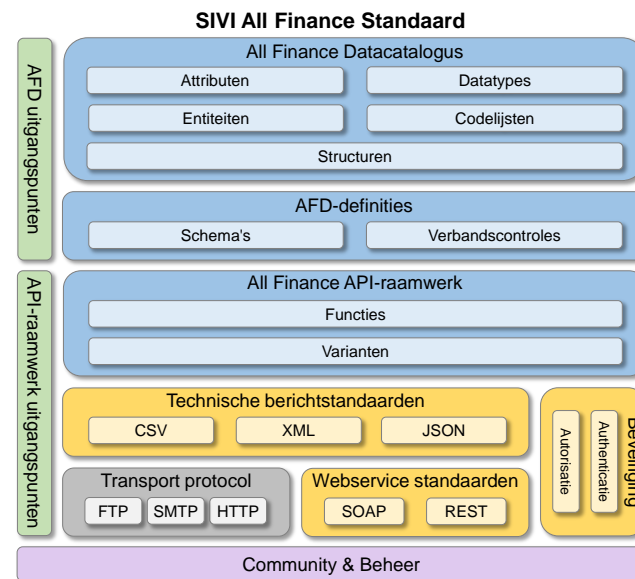 SIVI All Finance Standaard
AFD uitgangspunten
All Finance Datacatalogus
Attributen
Datatypes
Entiteiten
Codelijsten
Structuren
AFD-definities
Schema's
Verbandscontroles
API-raamwerk uitgangspunten
All Finance API-raamwerk
Functies
Varianten
Technische berichtstandaarden
CSV
XML
JSON
Beveiliging
Autorisatie
Authenticatie
Transport protocol
FTP
SMTP
HTTP
Webservice standaarden
SOAP
REST
Community & Beheer